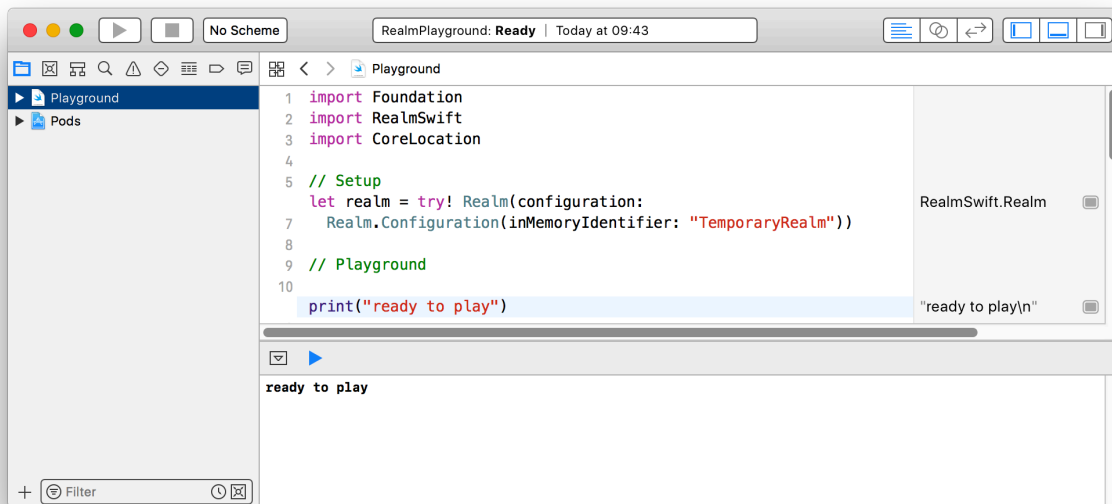 No Scheme
RealmPlayground: Ready | Today at 09:43
Playground
Playground
Pods
1 import Foundation
2 import RealmSwift
3 import CoreLocation
4
5 // Setup
let realm = try! Realm(configuration:
RealmSwift.Realm
7 Realm.Configuration(inMemoryIdentifier: "TemporaryRealm"))
8
9 // Playground
10
print("ready to play")
"ready to play\n"
ready to play
Filter